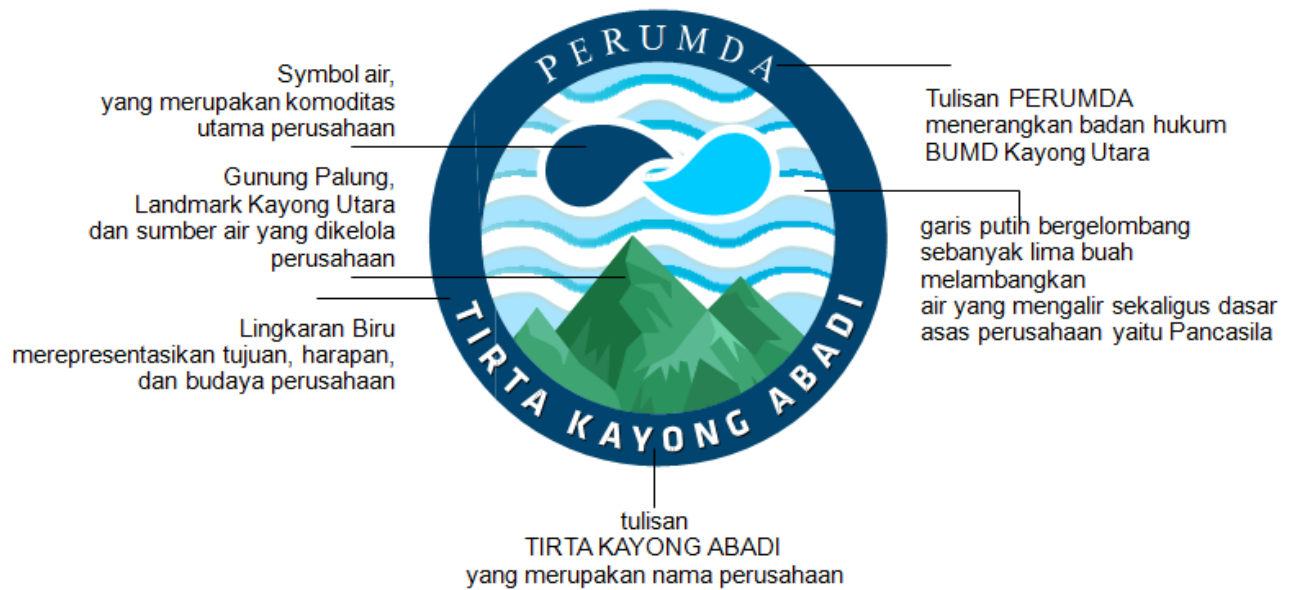 PERUMDA
Symbol air,
yang merupakan komoditas
utama perusahaan
Gunung Palung,
Landmark Kayong Utara
dan sumber air yang dikelola
perusahaan
Lingkaran Biru
merepresentasikan tujuan, harapan,
dan budaya perusahaan
Tulisan PERUMDA
menerangkan badan hukum
BUMD Kayong Utara
garis putih bergelombang
sebanyak lima buah
melambangkan
air yang mengalir sekaligus dasar
asas perusahaan yaitu Pancasila
TIRTA KAYONG ABADI
tulisan
TIRTA KAYONG ABADI
yang merupakan nama perusahaan